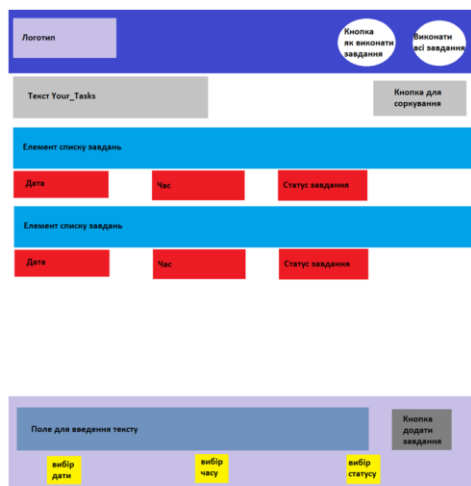 Логотип
Кнопка
як виконати
завдання
Виконати
всі завдання
Текст Your_Tasks
Кнопка для
соркування
Елемент списку завдань
Дата
Час
Статус завдання
Елемент списку завдань
Дата
Час
Статус завдання
Поле для введення тексту
Кнопка
додати
завдання
вибір
дати
вибір
часу
вибір
статусу